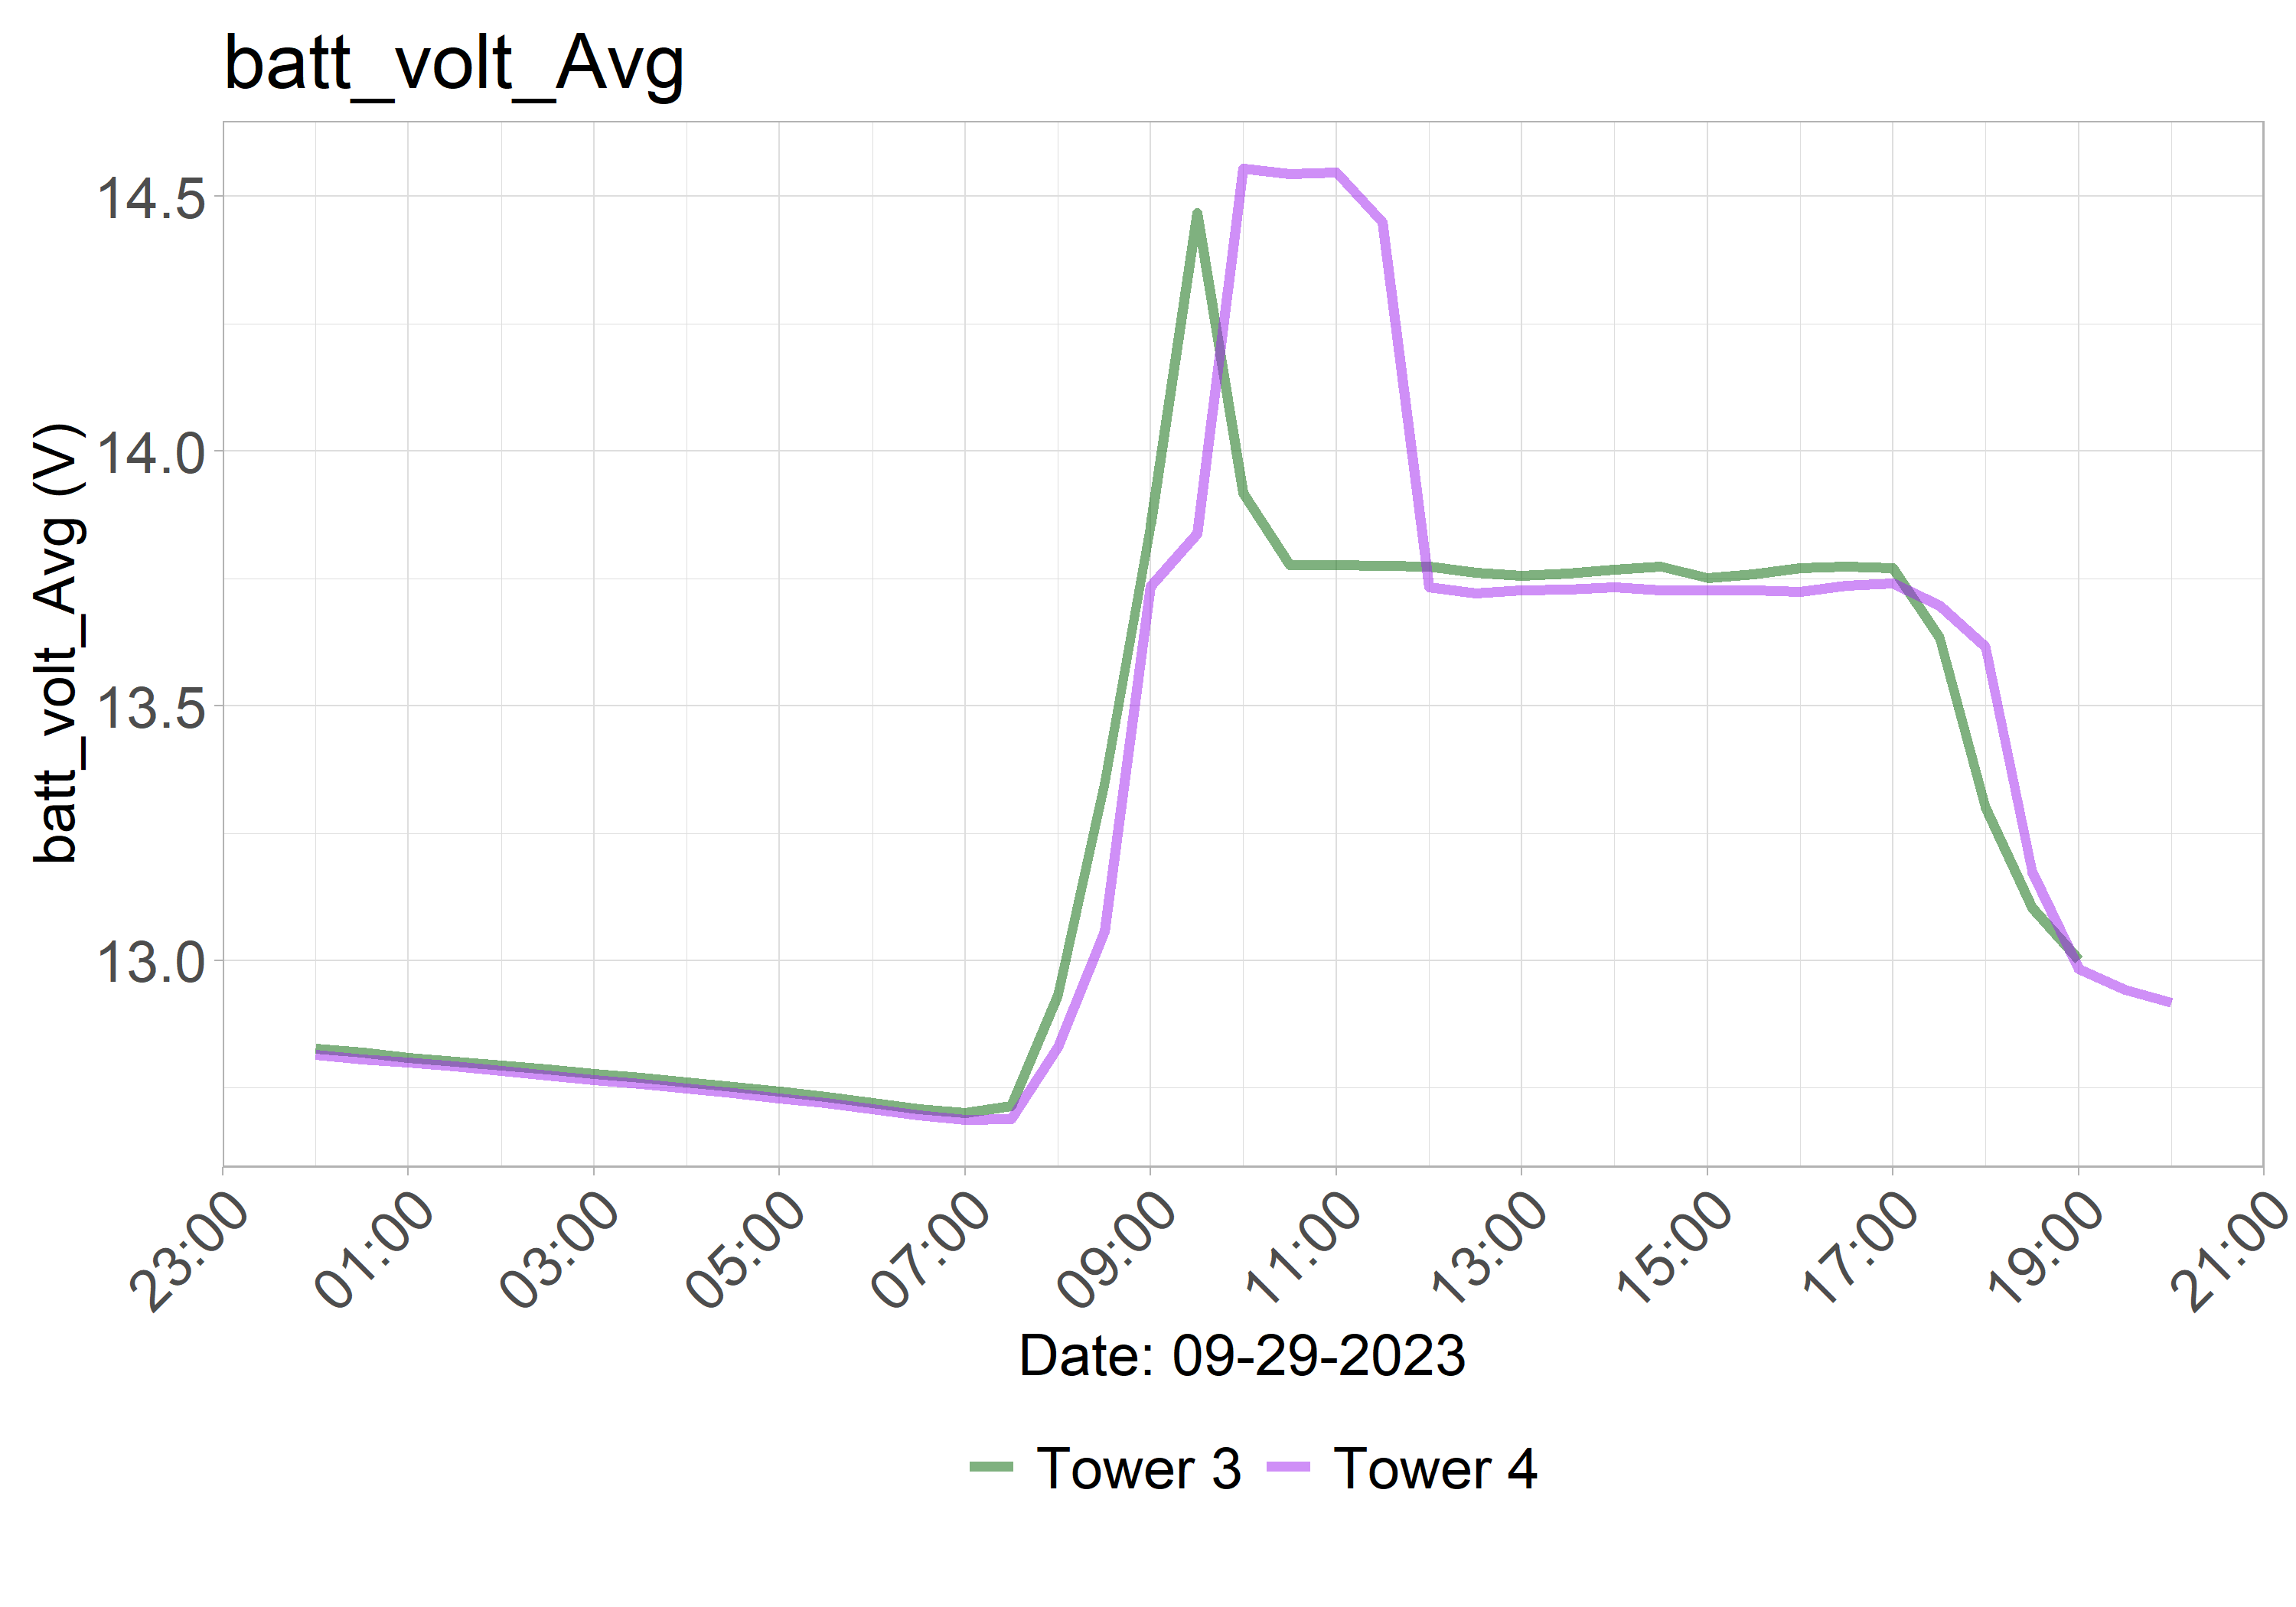 batt_volt_Avg
batt_volt_Avg (V)
14.5
14.0
13.5
13.0
23:00 01:00 03:00 05:00 07:00 09:00 11:00 13:00 15:00 17:00 19:00 21:00
Date: 09-29-2023
Tower 3 Tower 4